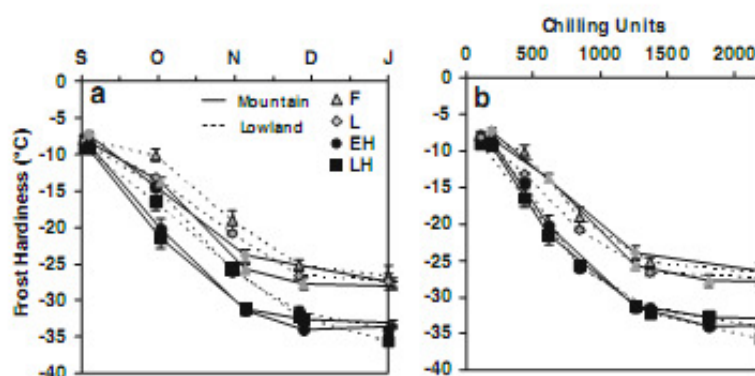 Chilling Units
S O N D J
0 500 1000 1500 2000
0
-5
-10
-15
-20
-25
-30
-35
-40
Frost Hardiness (°C)
a
Mountain
Lowland
F
L
EH
LH
b
0
-5
-10
-15
-20
-25
-30
-35
-40